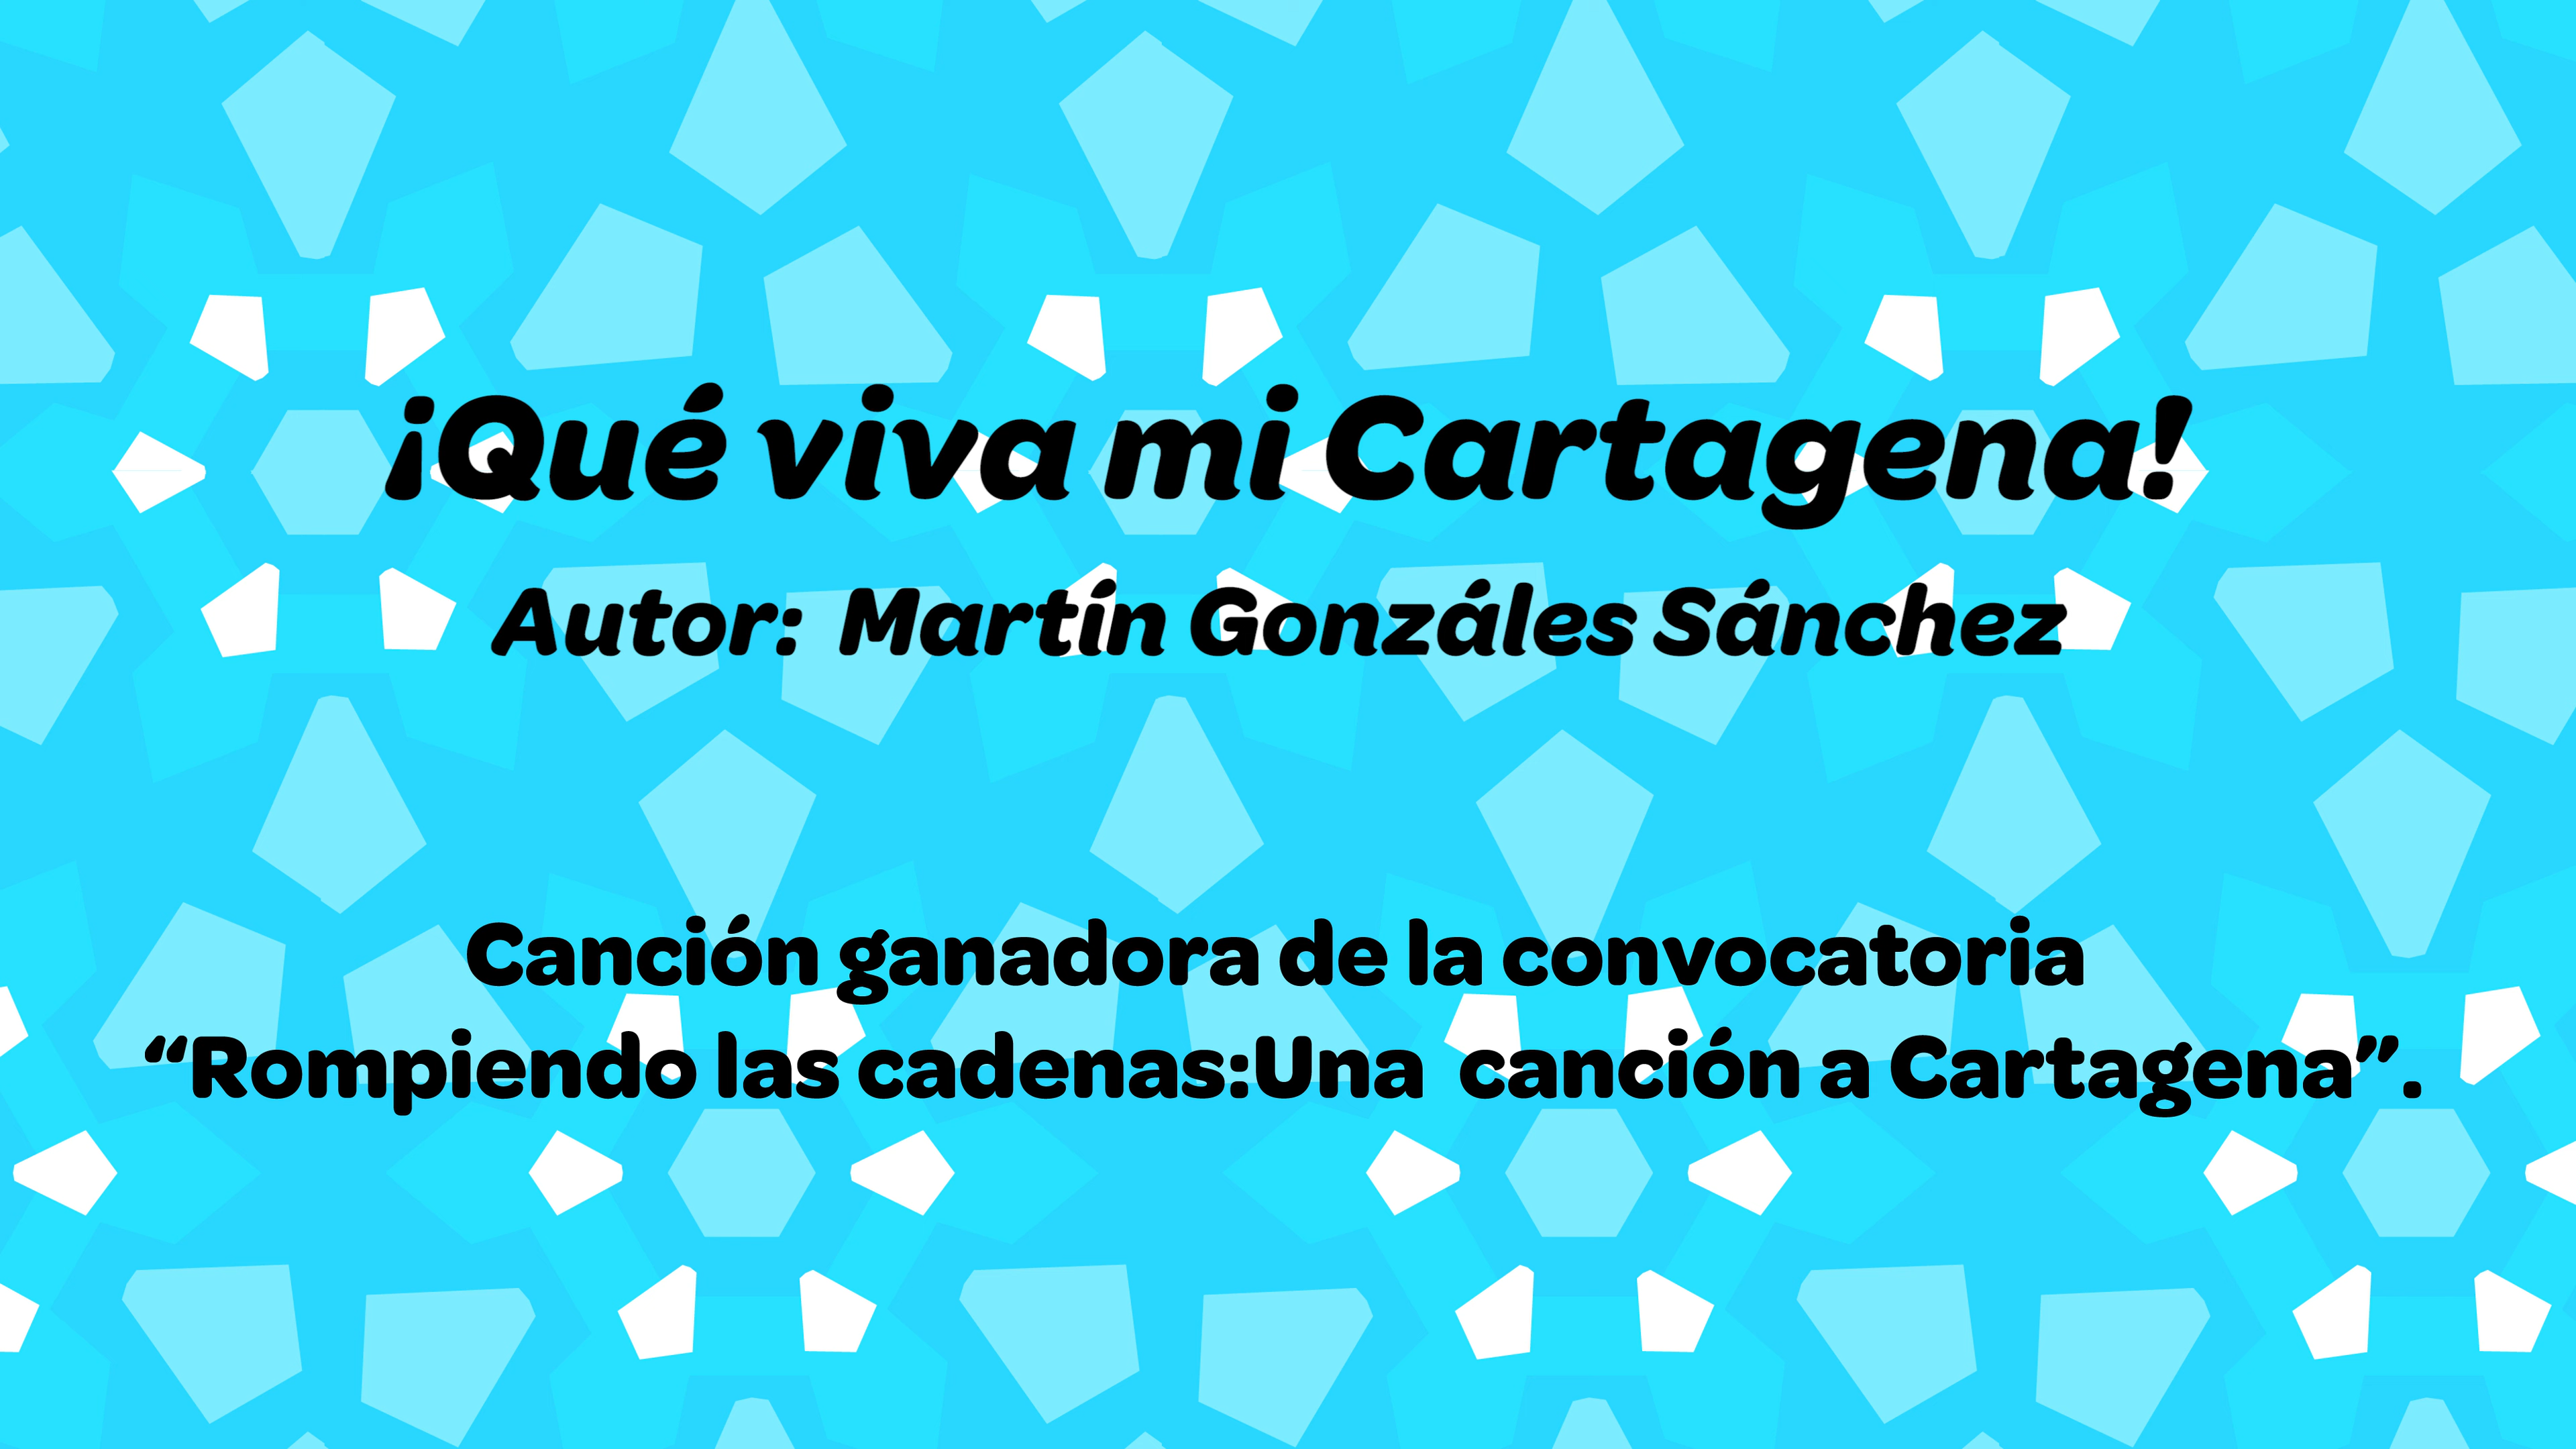 ¡Qué viva mi Cartagena!
Autor: Martín Gonzáles Sánchez
Canción ganadora de la convocatoria
“Rompiendo las cadenas:Una canción a Cartagena”.